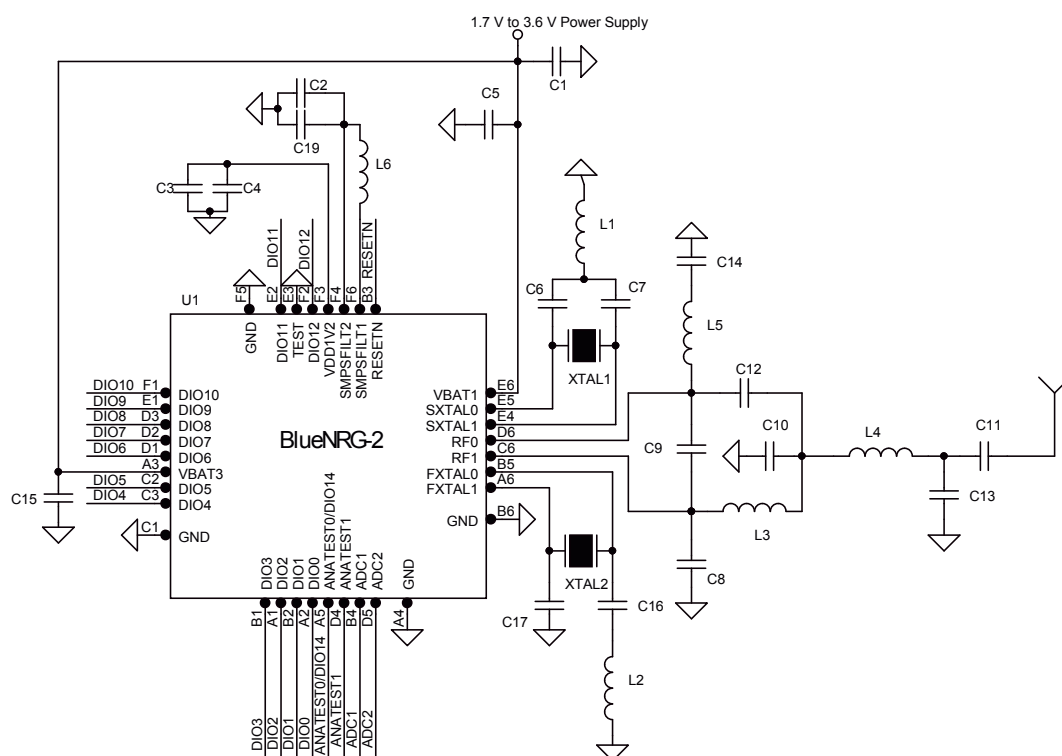 1.7 V to 3.6 V Power Supply
C1
C2
C5
C19
L6
C3
C4
L1
DIO11
DIO12
RESETN
C14
C6
C7
U1
F5
E2
E3
F2
F3
F4
F6
B3
L5
GND
DIO11
TEST
DIO12
VDD1V2
SMPSFILT2
SMPSFILT1
RESETN
XTAL1
C12
DIO10 F1 DIO10
DIO9 E1 DIO9
DIO8 D3 DIO8
DIO7 D2 DIO7
DIO6 D1 DIO6
A3 VBAT3
DIO5 C2 DIO5
DIO4 C3 DIO4
C1 GND
C15
BlueNRG-2
VBAT1 E6
SXTAL0 E5
SXTAL1 E4
RF0 D6
RF1 C6
FXTAL0 B5
FXTAL1 A6
GND B6
C9
C10
L4
C11
C13
L3
XTAL2
C8
DIO3
DIO2
DIO1
DIO0
ANATEST0/DIO14
ANATEST1
ADC1
ADC2
GND
B1
A1
B2
A2
A5
D4
B4
D5
A4
C17
C16
L2
DIO3
DIO2
DIO1
DIO0
ANATEST0/DIO14
ANATEST1
ADC1
ADC2